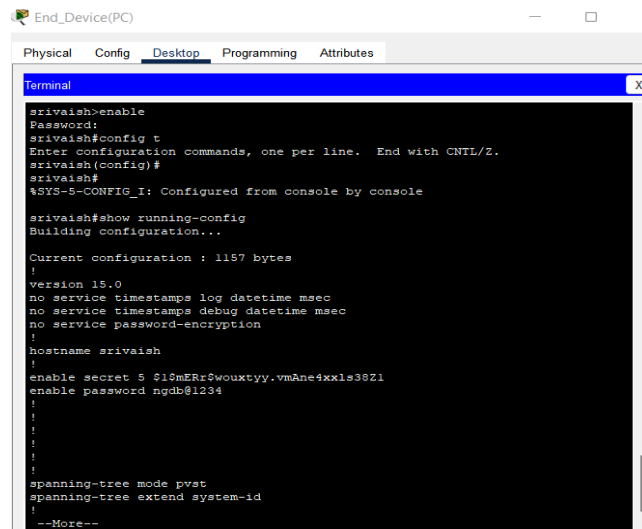 End_Device(PC)
Physical Config Desktop Programming Attributes
Terminal
X
srivaish>enable
Password:
srivaish#config t
Enter configuration commands, one per line. End with CNTL/Z.
srivaish(config)#
srivaish#
%SYS-5-CONFIG_I: Configured from console by console
srivaish#show running-config
Building configuration...
Current configuration : 1157 bytes
!
version 15.0
no service timestamps log datetime msec
no service timestamps debug datetime msec
no service password-encryption
!
hostname srivaish
!
enable secret 5 $1$mERr$wouxtyy.vmAne4xxls38Z1
enable password ngdb@1234
!
!
!
!
!
!
spanning-tree mode pvst
spanning-tree extend system-id
!
--More--